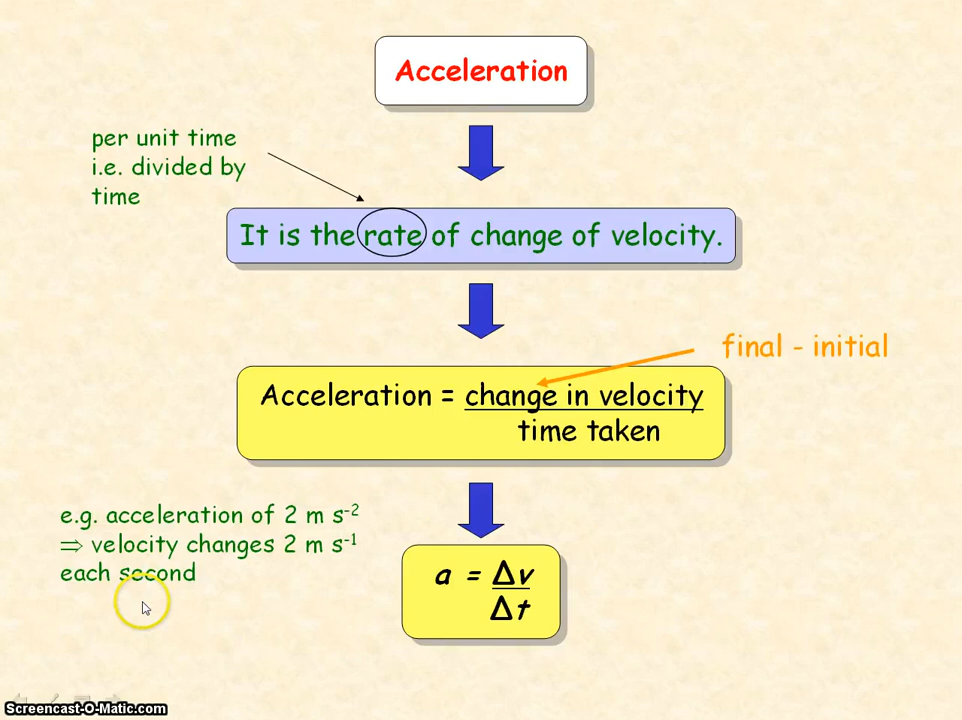 Acceleration
per unit time
i.e. divided by
time
It is the rate of change of velocity.
final - initial
Acceleration = change in velocity
time taken
e.g. acceleration of 2 m s⁻²
⇒ velocity changes 2 m s⁻¹
each second
a = Δv
Δt
Screencast-O-Matic.com